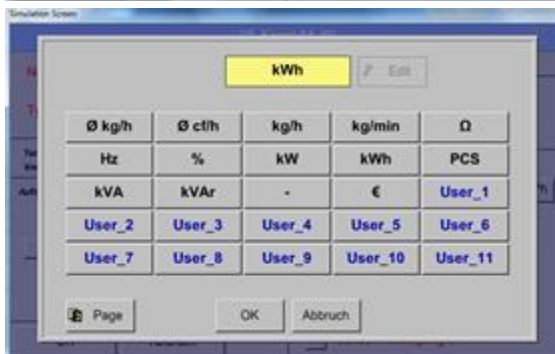 Simulation Screen
kWh Edit
Ø kg/h Ø cf/h kg/h kg/min Ω
Hz % kW kWh PCS
kVA kVAr - € User_1
User_2 User_3 User_4 User_5 User_6
User_7 User_8 User_9 User_10 User_11
Page OK Abbruch